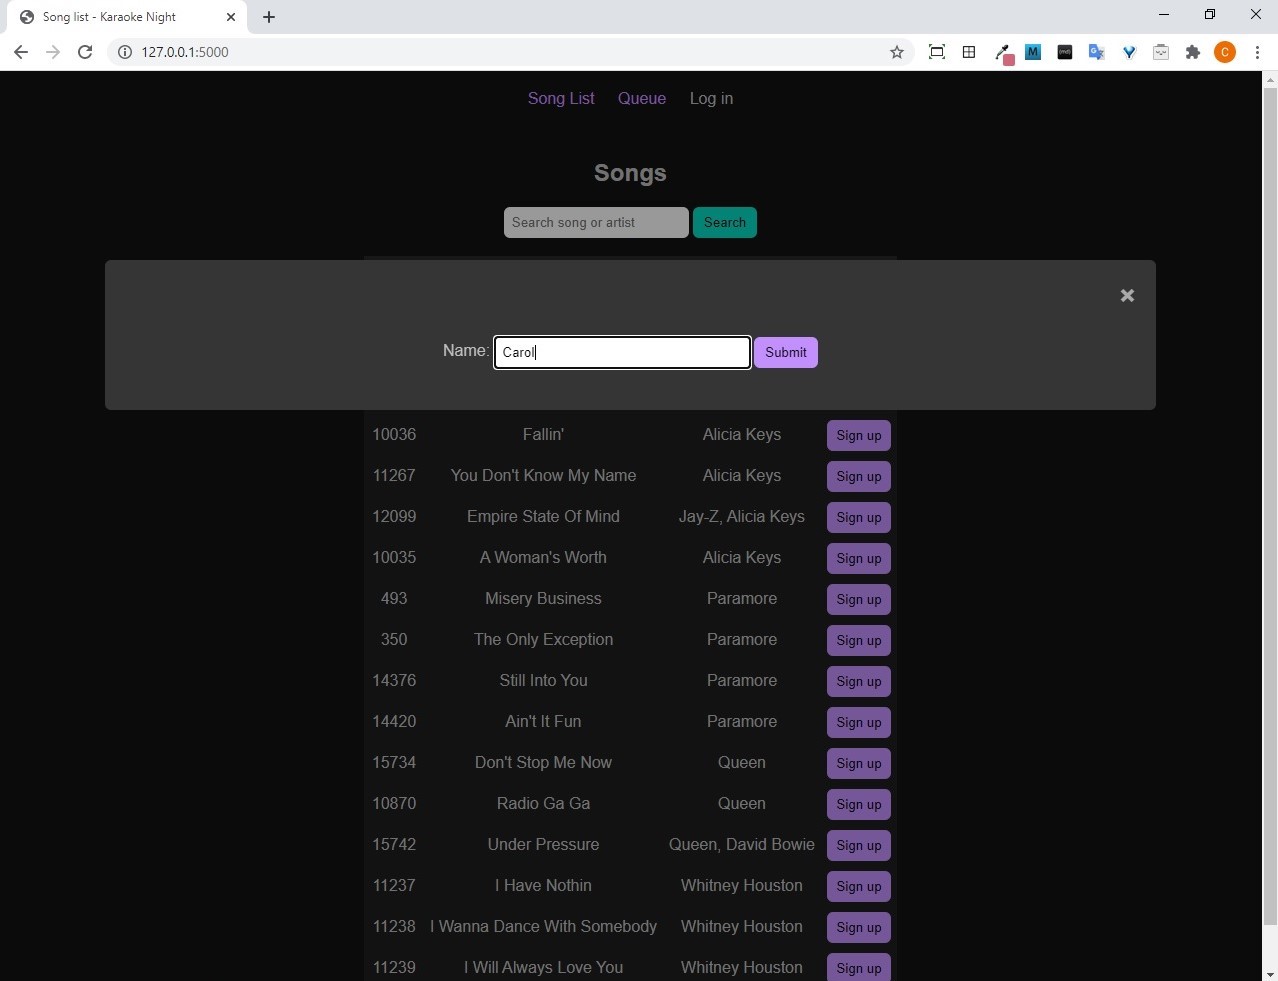 Song list - Karaoke Night
127.0.0.1:5000
M
C
Song List Queue Log in
Songs
Search song or artist Search
Name: Carol Submit
10036 Fallin' Alicia Keys Sign up
11267 You Don't Know My Name Alicia Keys Sign up
12099 Empire State Of Mind Jay-Z, Alicia Keys Sign up
10035 A Woman's Worth Alicia Keys Sign up
493 Misery Business Paramore Sign up
350 The Only Exception Paramore Sign up
14376 Still Into You Paramore Sign up
14420 Ain't It Fun Paramore Sign up
15734 Don't Stop Me Now Queen Sign up
10870 Radio Ga Ga Queen Sign up
15742 Under Pressure Queen, David Bowie Sign up
11237 I Have Nothin Whitney Houston Sign up
11238 I Wanna Dance With Somebody Whitney Houston Sign up
11239 I Will Always Love You Whitney Houston Sign up